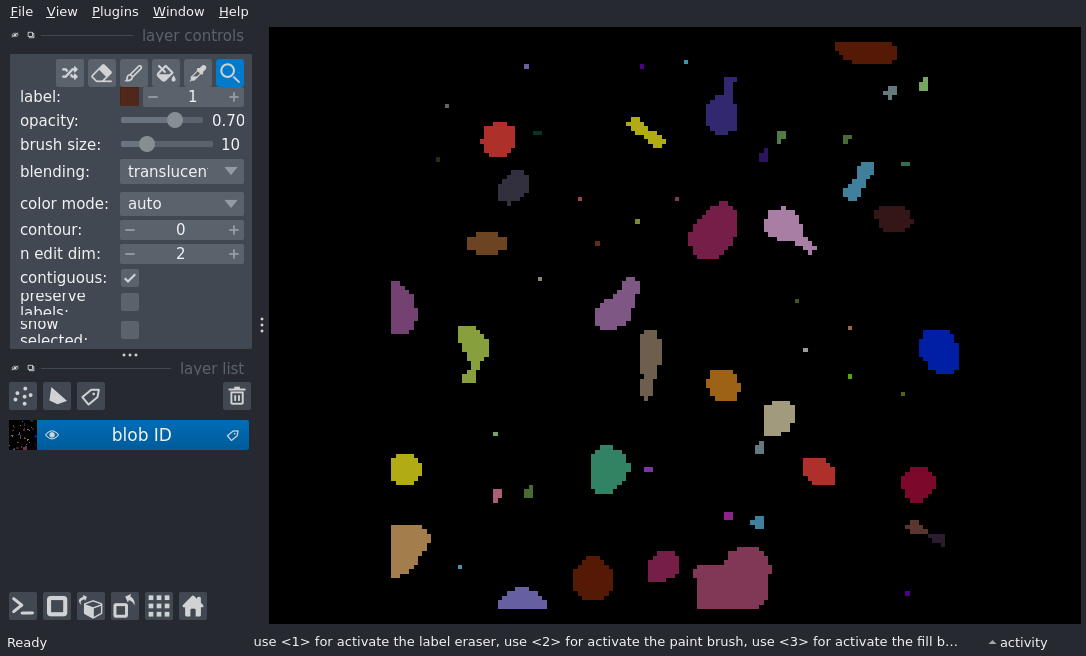 File View Plugins Window Help
layer controls
label: 1
opacity: 0.70
brush size: 10
blending: translucen
color mode: auto
contour: 0
n edit dim: 2
contiguous:
preserve
labels:
show
selected:
layer list
blob ID
Ready use <1> for activate the label eraser, use <2> for activate the paint brush, use <3> for activate the fill b… activity